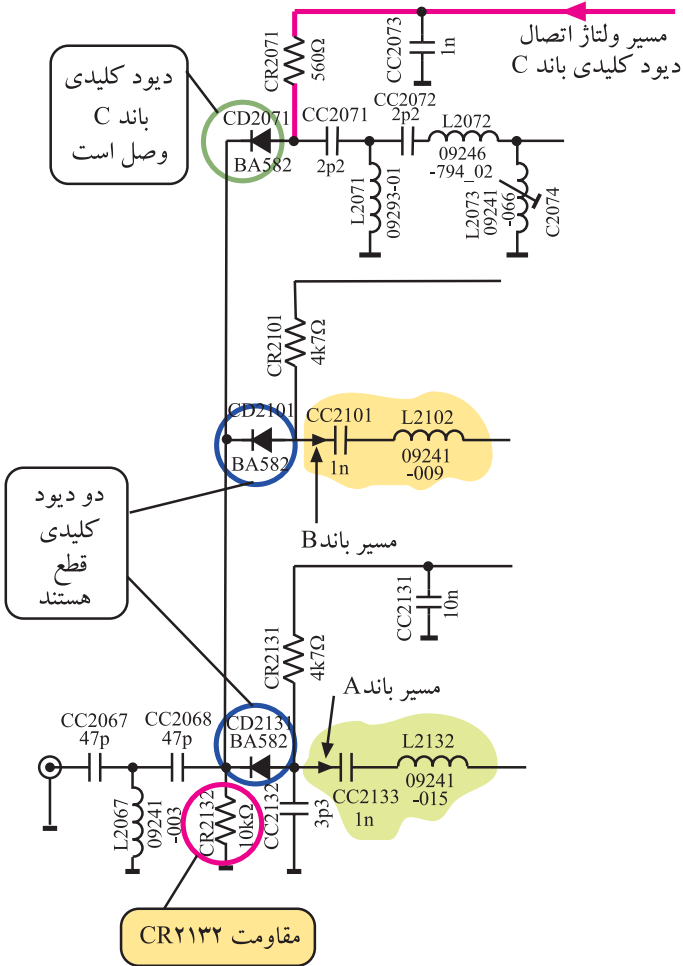 مسیر ولتاژ اتصال
دیود کلیدی باند C
CR2071
560Ω
CC2073
1n
دیود کلیدی
باند C
وصل است
CD2071
BA582
CC2071
2p2
CC2072
2p2
L2072
09246
-794_02
L2071
09293-01
L2073
09241
-066
C2074
CR2101
4k7Ω
CD2101
BA582
CC2101
1n
L2102
09241
-009
مسیر باند B
دو دیود
کلیدی
قطع
هستند
CC2131
10n
CR2131
4k7Ω
مسیر باند A
CC2067
47p
CC2068
47p
CD2131
BA582
L2132
09241
-015
CC2133
1n
L2067
09241
-003
CR2132
10kΩ
CC2132
3p3
مقاومت CR۲۱۳۲